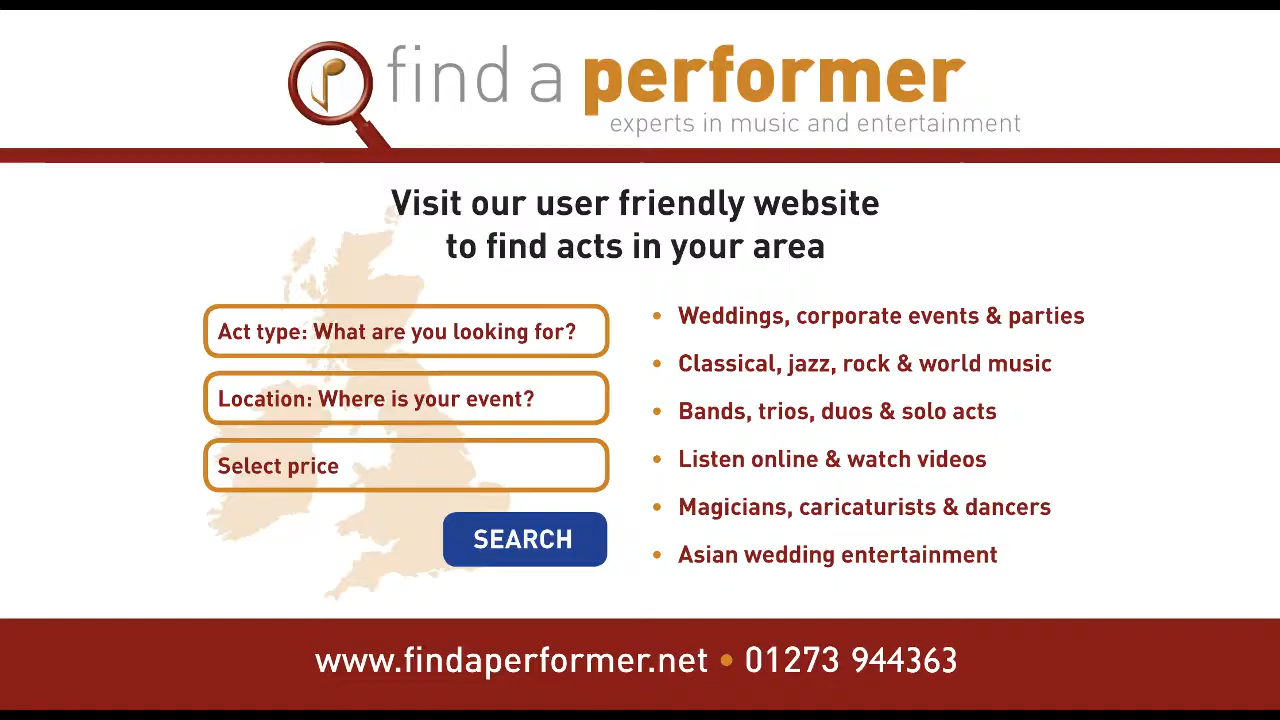 find a performer
experts in music and entertainment
Visit our user friendly website
to find acts in your area
Act type: What are you looking for?
Location: Where is your event?
Select price
SEARCH
• Weddings, corporate events & parties
• Classical, jazz, rock & world music
• Bands, trios, duos & solo acts
• Listen online & watch videos
• Magicians, caricaturists & dancers
• Asian wedding entertainment
www.findaperformer.net • 01273 944363